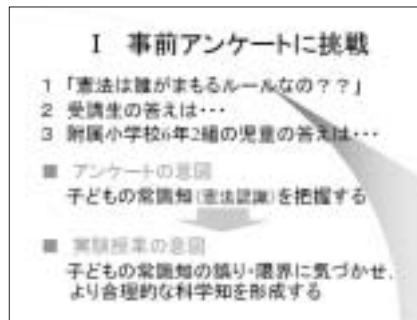 Ⅰ 事前アンケートに挑戦
1 「憲法は誰がまもるルールなの??」
2 受講生の答えは・・・
3 附属小学校6年2組の児童の答えは・・・
■ アンケートの意図
子どもの常識知(憲法認識)を把握する
■ 実験授業の意図
子どもの常識知の誤り・限界に気づかせ、
より合理的な科学知を形成する